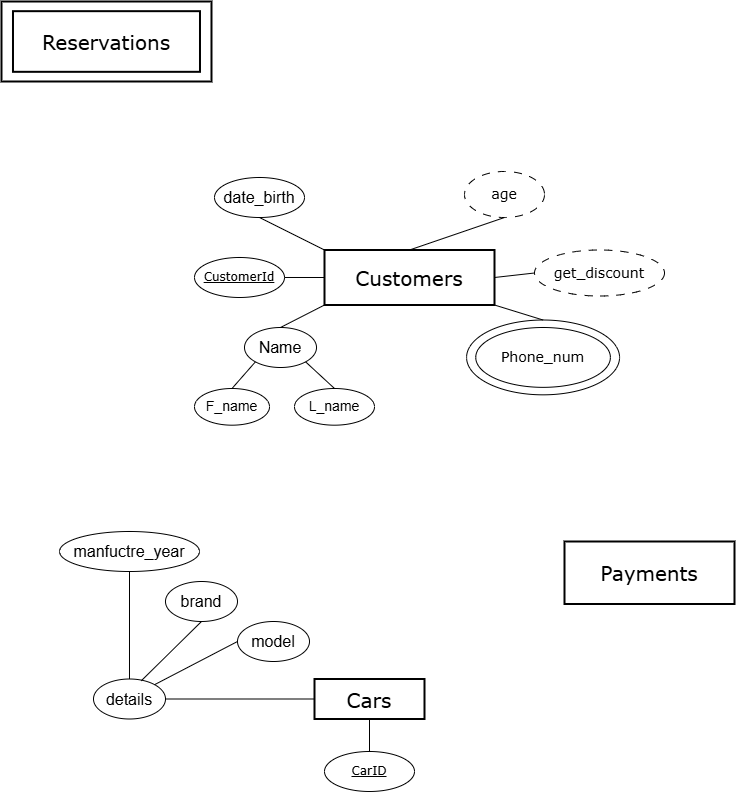 Reservations
date_birth
age
CustomerId
Customers
get_discount
Name
Phone_num
F_name
L_name
manfuctre_year
brand
model
Payments
details
Cars
CarID